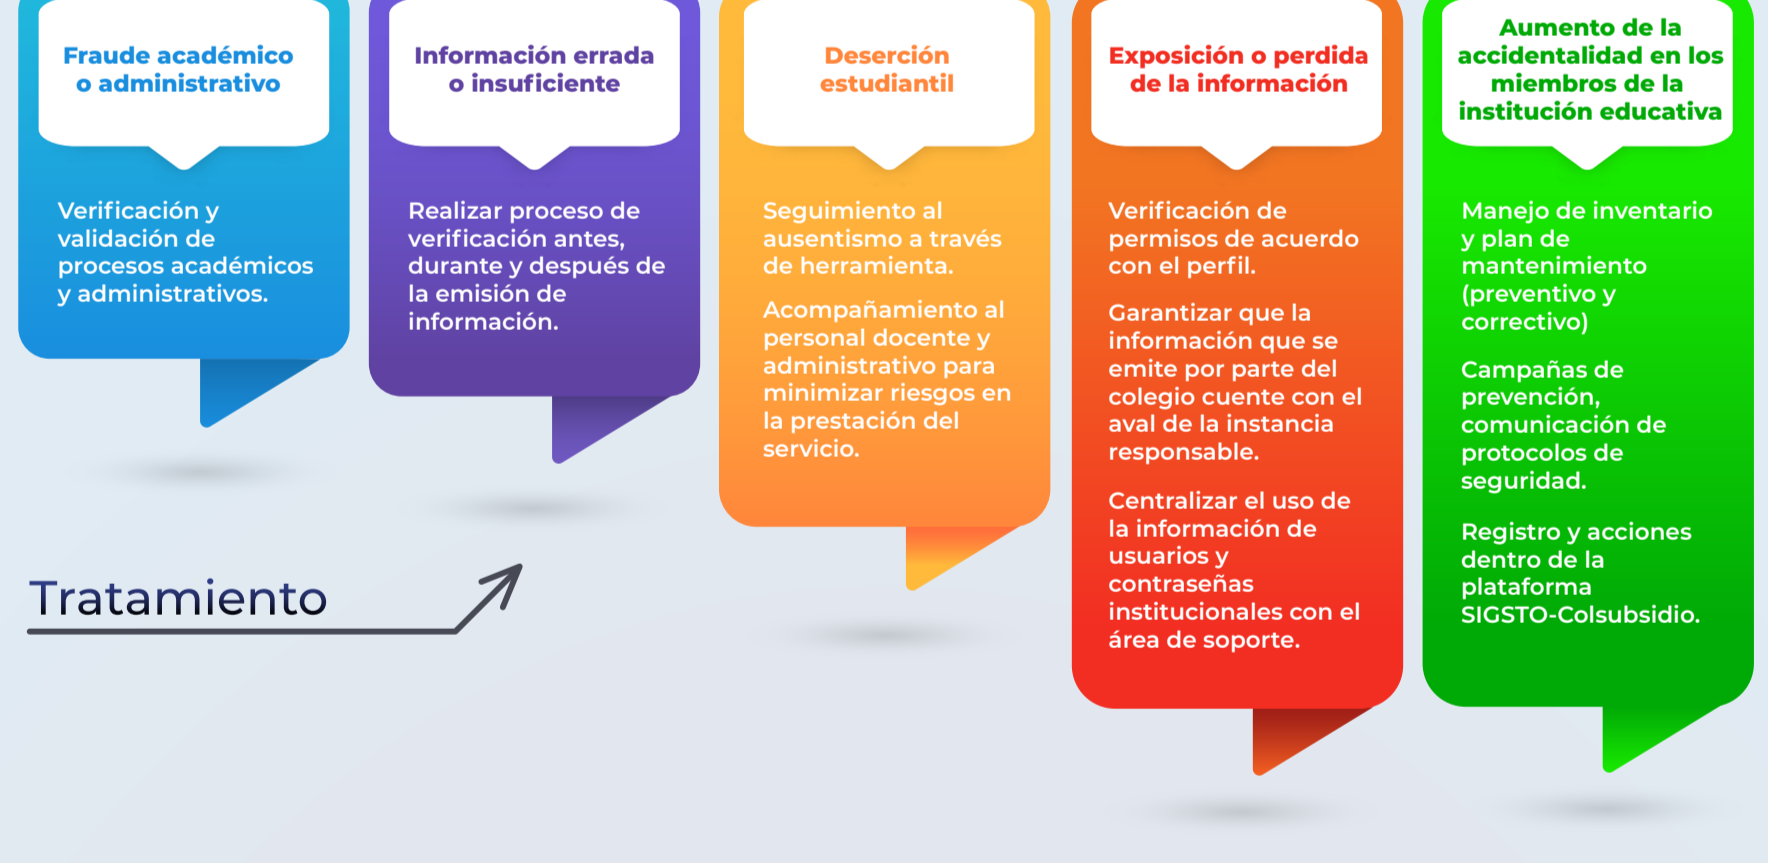 Fraude académico
o administrativo
Verificación y
validación de
procesos académicos
y administrativos.
Información errada
o insuficiente
Realizar proceso de
verificación antes,
durante y después de
la emisión de
información.
Deserción
estudiantil
Seguimiento al
ausentismo a través
de herramienta.
Acompañamiento al
personal docente y
administrativo para
minimizar riesgos en
la prestación del
servicio.
Exposición o perdida
de la información
Verificación de
permisos de acuerdo
con el perfil.
Garantizar que la
información que se
emite por parte del
colegio cuente con el
aval de la instancia
responsable.
Centralizar el uso de
la información de
usuarios y
contraseñas
institucionales con el
área de soporte.
Aumento de la
accidentalidad en los
miembros de la
institución educativa
Manejo de inventario
y plan de
mantenimiento
(preventivo y
correctivo)
Campañas de
prevención,
comunicación de
protocolos de
seguridad.
Registro y acciones
dentro de la
plataforma
SIGSTO-Colsubsidio.
Tratamiento